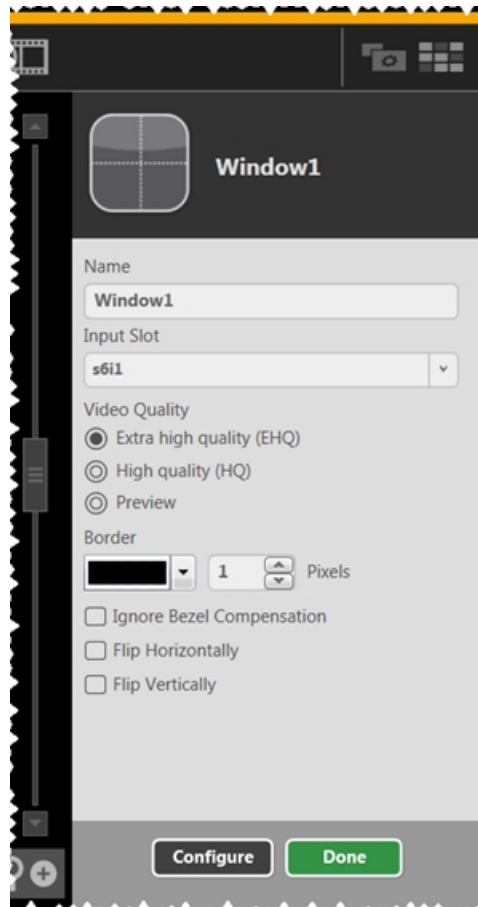 Window1
Name
Window1
Input Slot
s6i1
Video Quality
Extra high quality (EHQ)
High quality (HQ)
Preview
Border
1 Pixels
Ignore Bezel Compensation
Flip Horizontally
Flip Vertically
Configure Done